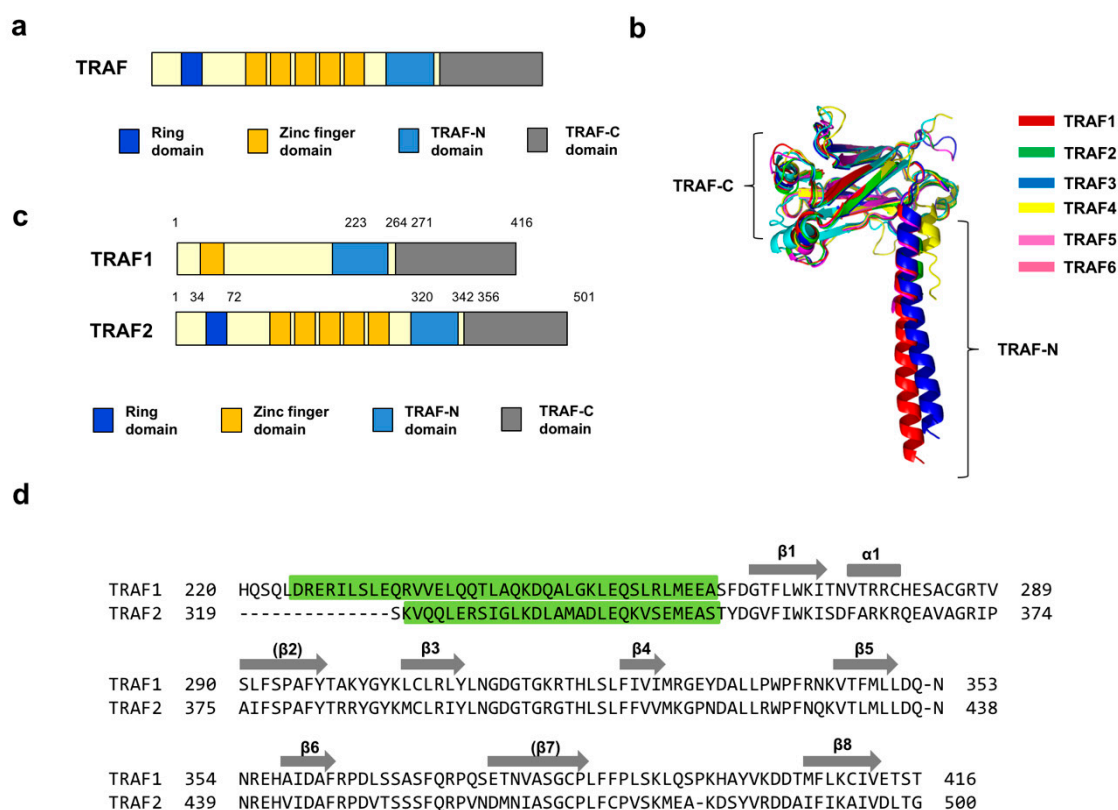 a
TRAF
Ring domain
Zinc finger domain
TRAF-N domain
TRAF-C domain
b
TRAF-C
TRAF-N
TRAF1
TRAF2
TRAF3
TRAF4
TRAF5
TRAF6
c
1 223 264 271 416
TRAF1
1 34 72 320 342 356 501
TRAF2
Ring domain
Zinc finger domain
TRAF-N domain
TRAF-C domain
d
β1 α1
TRAF1 220 HQSQLDRERILSLEQRVVELQQTLAQKDQALGKLEQSLRLMEEASFDGTFLWKITNVTRRCHESACGRTV 289
TRAF2 319 ---------------SKVQQLERSIGLKDLAMADLEQKVSEMEASTYDGVFIWKISDFARKRQEAVAGRIP 374
(β2) β3 β4 β5
TRAF1 290 SLFSPAFYTAKYGYKLCLRLYLNGDGTGKRTHLSLFIVIMRGEYDALLPWPFRNKVTFMLLDQ-N 353
TRAF2 375 AIFSPAFYTRRYGYKMCLRIYLNGDGTGRGTHLSLFFVVMKGPNDALLRWPFNQKVTLMLLDQ-N 438
β6 (β7) β8
TRAF1 354 NREHAIDAFRPDLSSASFQRPQSETNVASGCPLFFPLSKLQSPKHAYVKDDTMFLKCIVETST 416
TRAF2 439 NREHVIDAFRPDVTSSSFQRPVNDMNIASGCPLFCPVSKMEA-KDSYVRDDAIFIKAIVDLTG 500